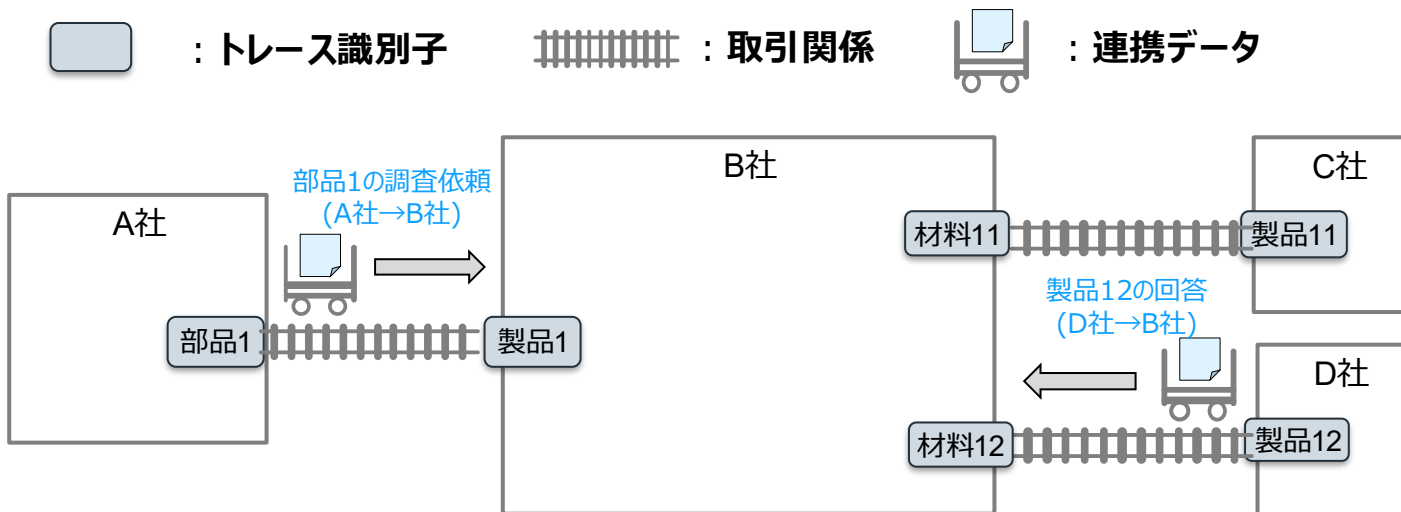 ：トレース識別子
：取引関係
：連携データ
A社
部品1の調査依頼
(A社→B社)
部品1
製品1
B社
材料11
材料12
C社
製品11
製品12の回答
(D社→B社)
D社
製品12